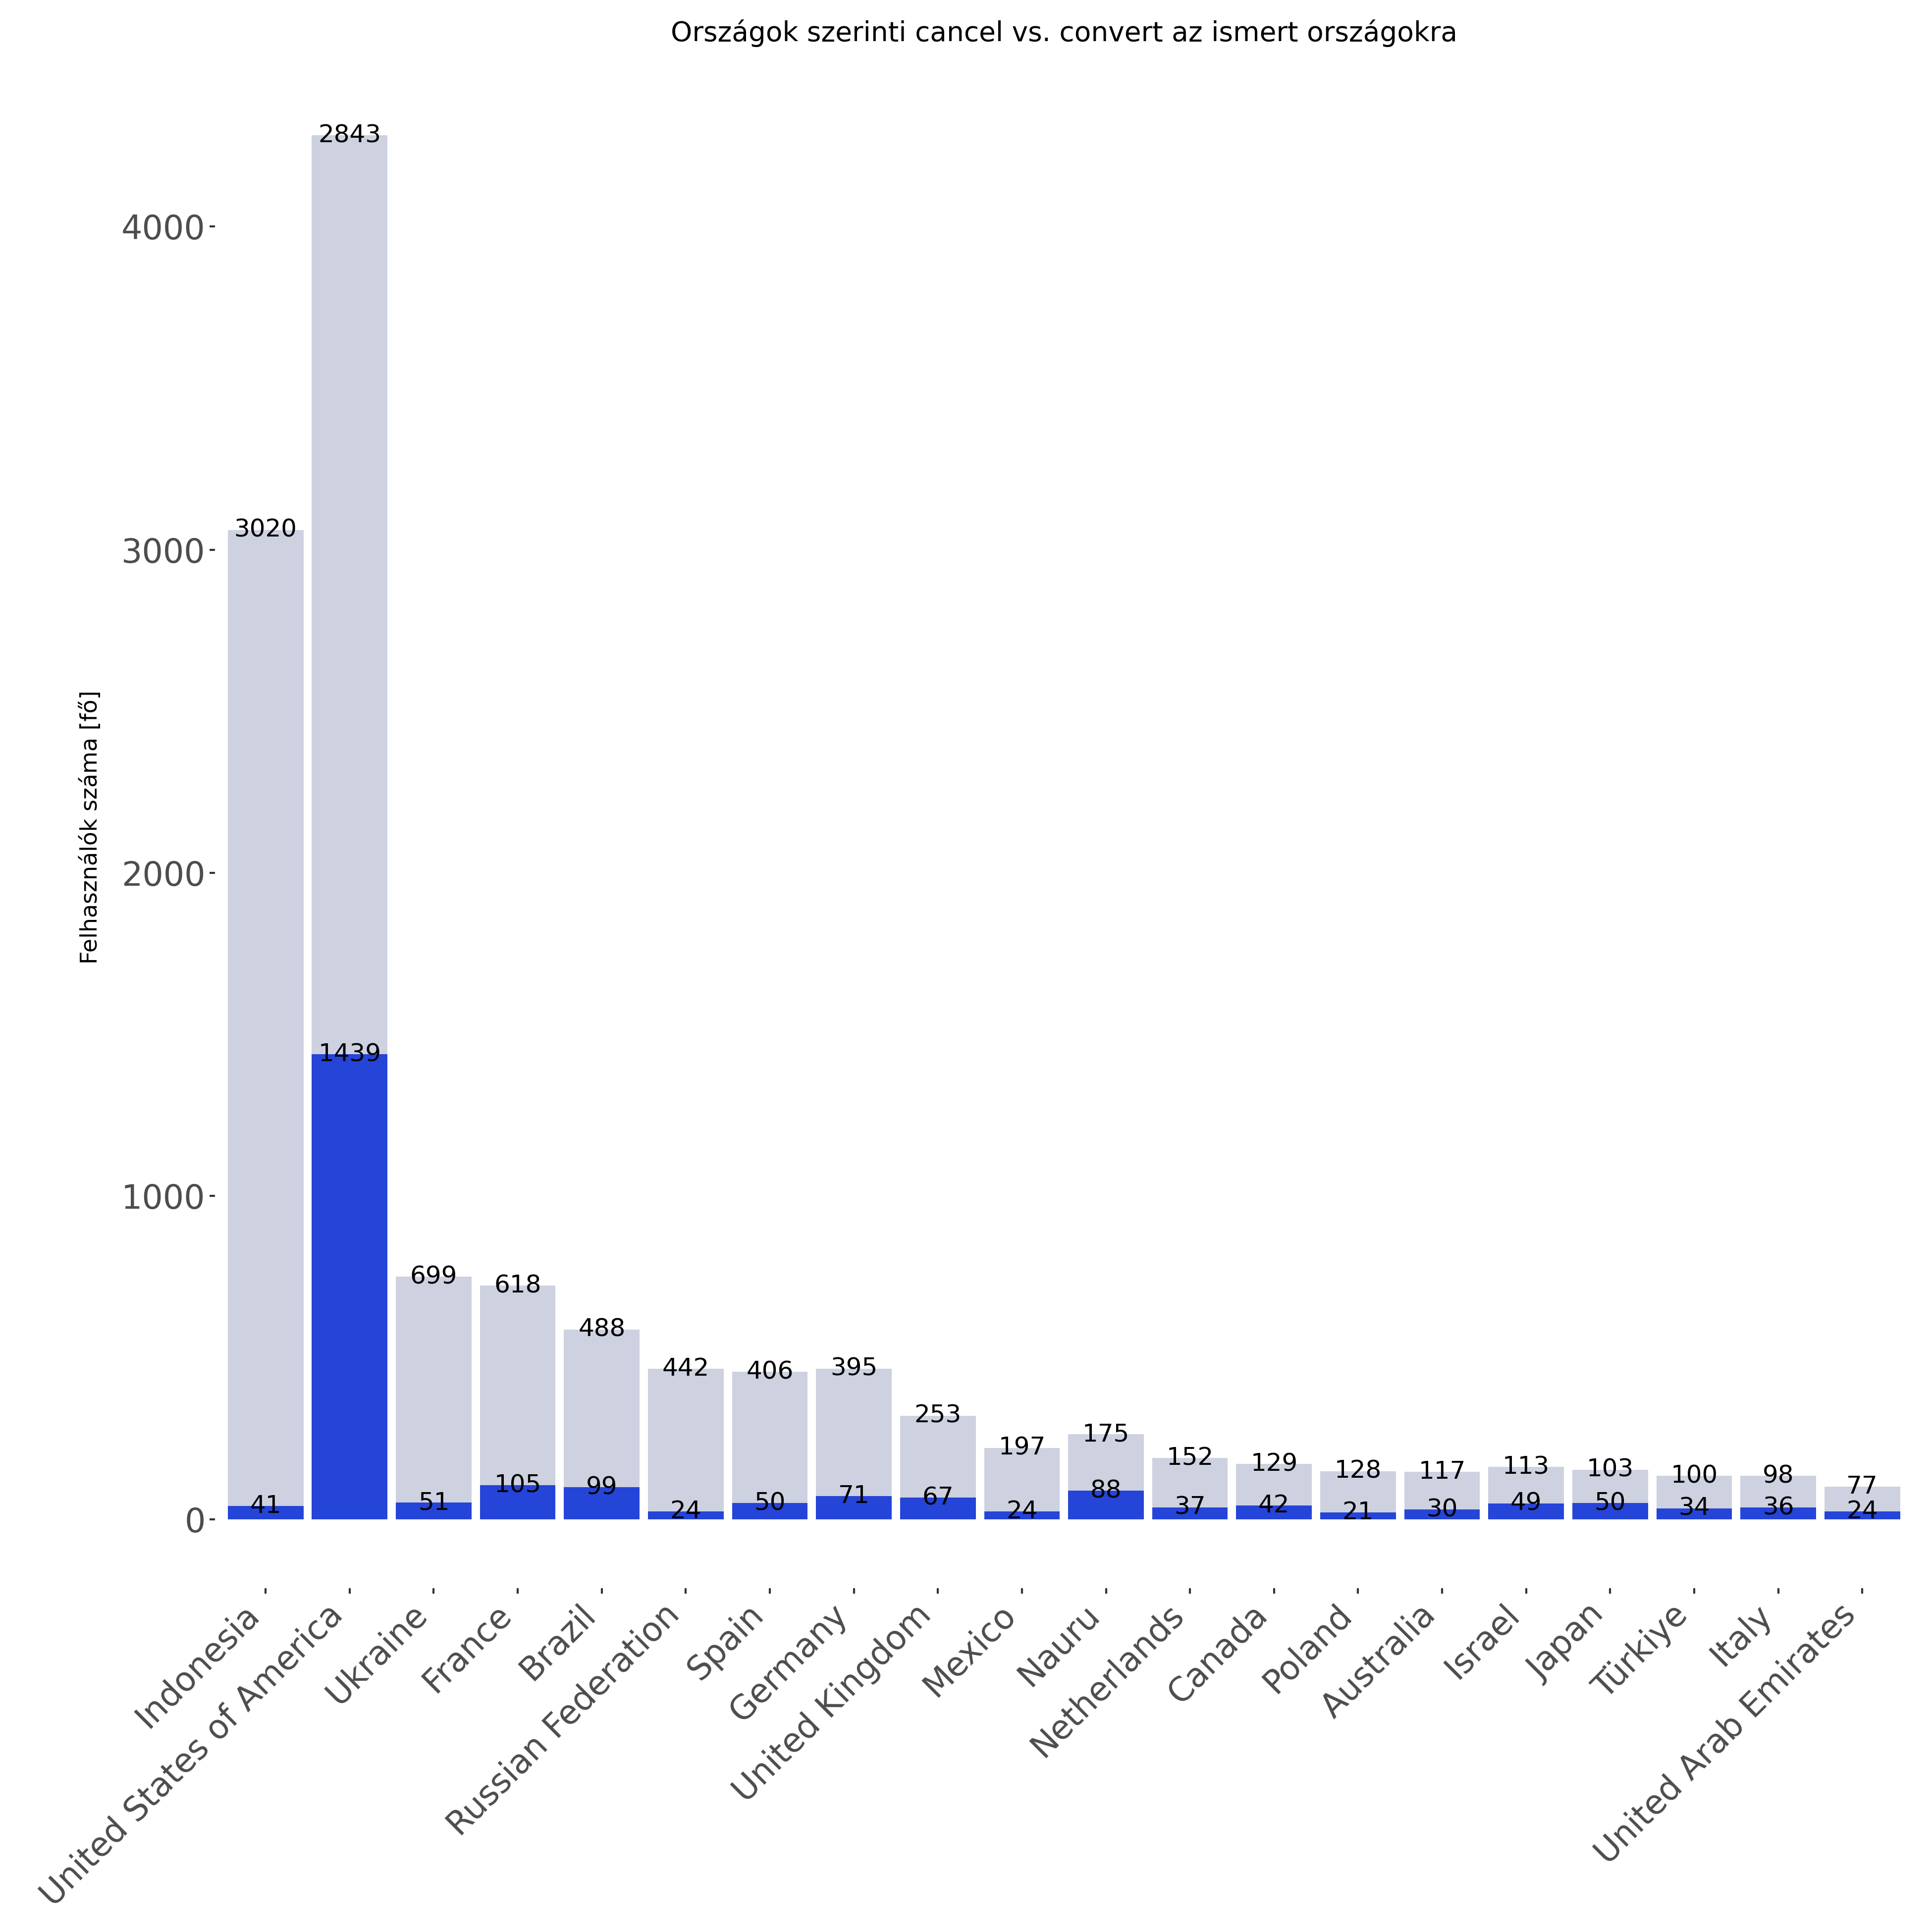 Országok szerinti cancel vs. convert az ismert országokra
Felhasználók száma [fő]
4000
3000
2000
1000
0
3020
2843
699
618
488
442
406
395
253
197
175
152
129
128
117
113
103
100
98
77
41
1439
51
105
99
24
50
71
67
24
88
37
42
21
30
49
50
34
36
24
Indonesia
United States of America
Ukraine
France
Brazil
Russian Federation
Spain
Germany
United Kingdom
Mexico
Nauru
Netherlands
Canada
Poland
Australia
Israel
Japan
Türkiye
Italy
United Arab Emirates